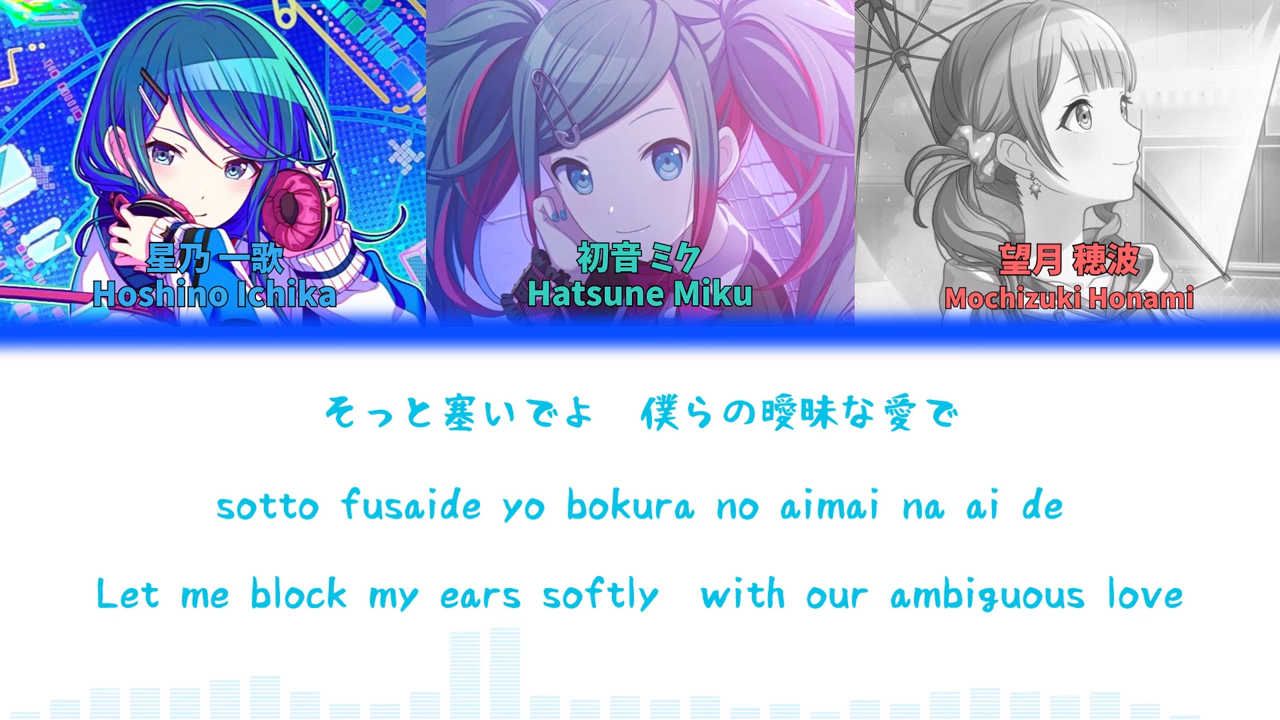 星乃 一歌
Hoshino Ichika
初音 ミク
Hatsune Miku
望月 穂波
Mochizuki Honami
そっと塞いでよ　僕らの曖昧な愛で
sotto fusaide yo bokura no aimai na ai de
Let me block my ears softly　with our ambiguous love